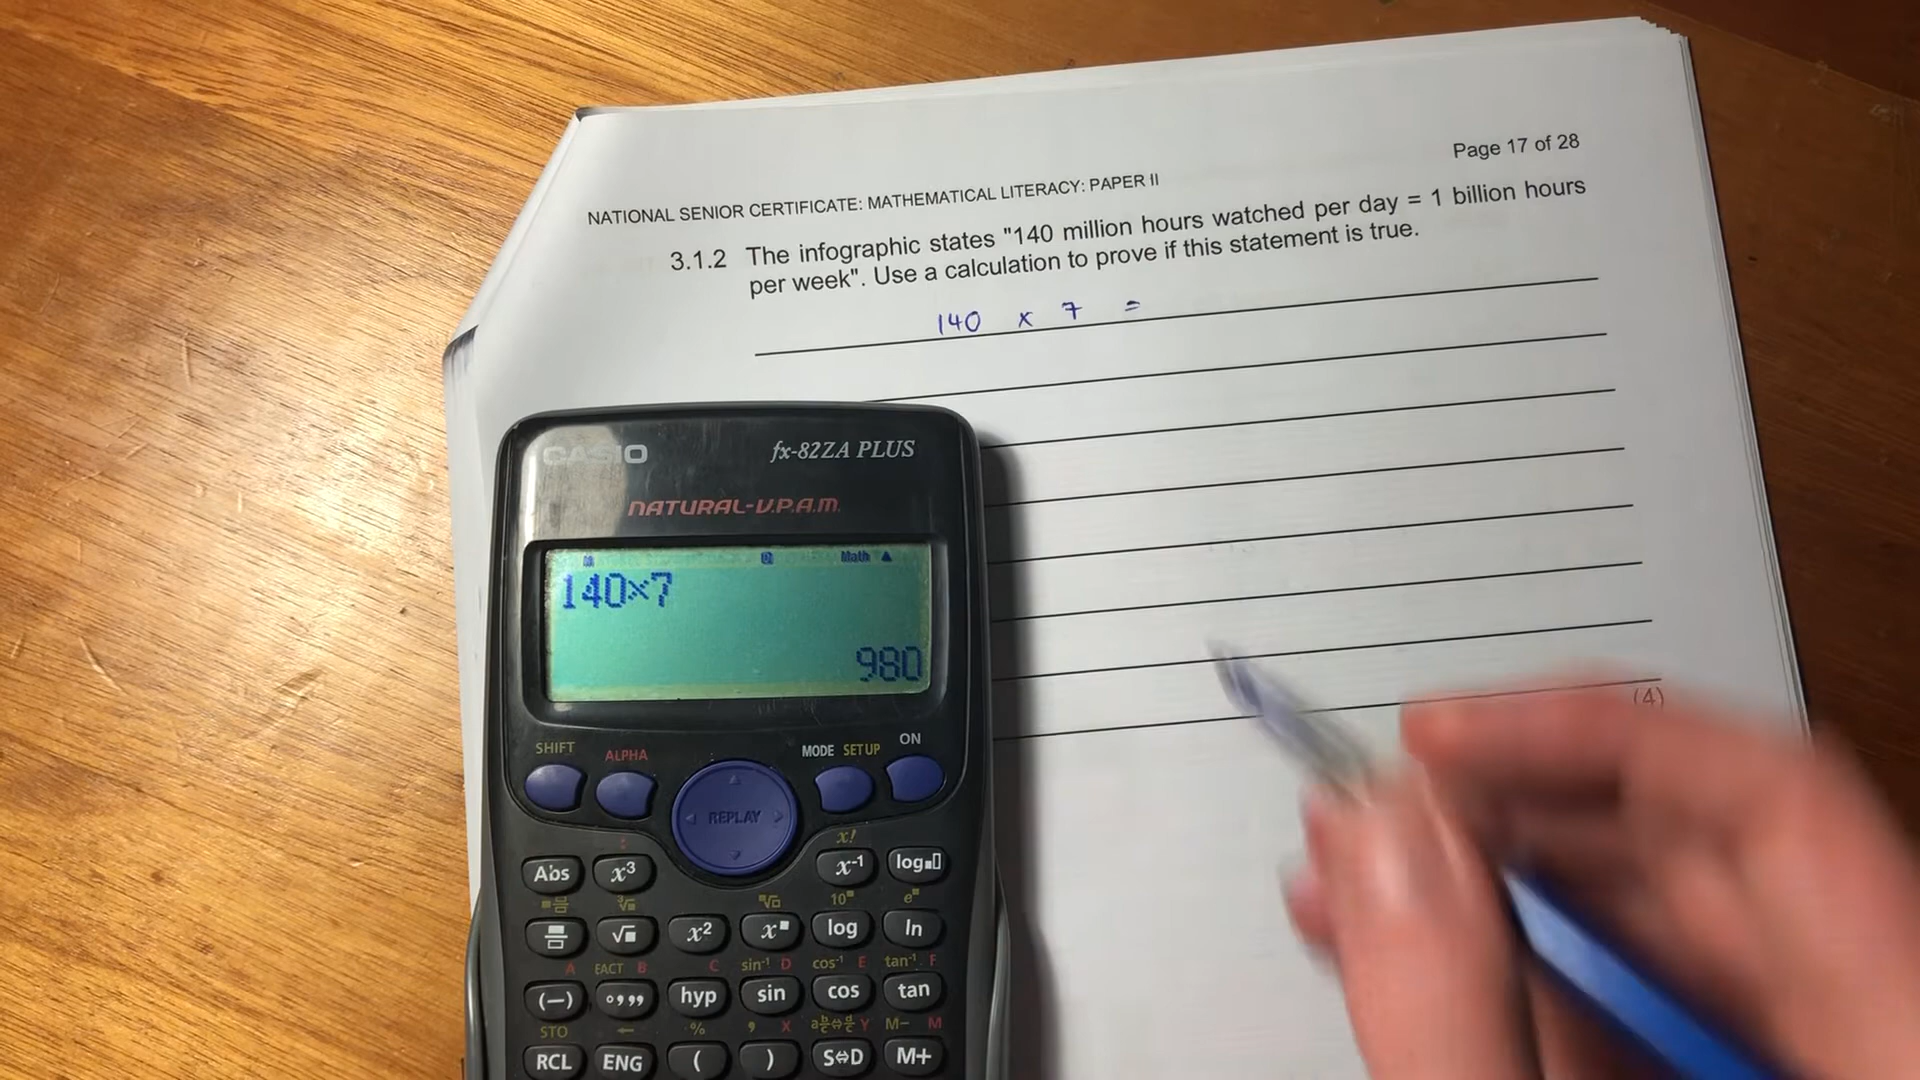 Page 17 of 28
NATIONAL SENIOR CERTIFICATE: MATHEMATICAL LITERACY: PAPER II
3.1.2 The infographic states "140 million hours watched per day = 1 billion hours
per week". Use a calculation to prove if this statement is true.
140 x 7 =
(4)
CASIO fx-82ZA PLUS
NATURAL-V.P.A.M.
M D Math ▲
140×7
980
SHIFT ALPHA MODE SETUP ON
REPLAY
x!
Abs x³ x⁻¹ log
³√ 10 e
√ x² x log ln
A FACT B C sin⁻¹ D cos⁻¹ E tan⁻¹ F
(−) hyp sin cos tan
STO ← % , X Y M− M
RCL ENG ( ) S⇔D M+